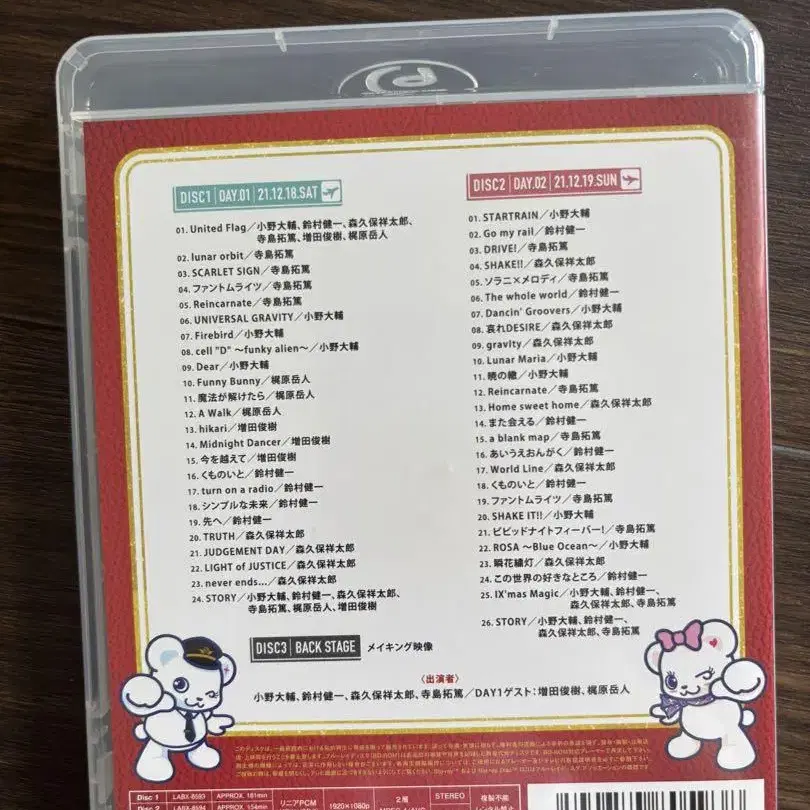 DISC1 DAY.01 21.12.18.SAT
01. United Flag／小野大輔、鈴村健一、森久保祥太郎、
寺島拓篤、増田俊樹、梶原岳人
02. lunar orbit／寺島拓篤
03. SCARLET SIGN／寺島拓篤
04. ファントムライツ／寺島拓篤
05. Reincarnate／寺島拓篤
06. UNIVERSAL GRAVITY／小野大輔
07. Firebird／小野大輔
08. cell "D" ～funky alien～／小野大輔
09. Dear／小野大輔
10. Funny Bunny／梶原岳人
11. 魔法が解けたら／梶原岳人
12. A Walk／梶原岳人
13. hikari／増田俊樹
14. Midnight Dancer／増田俊樹
15. 今を越えて／増田俊樹
16. くものいと／鈴村健一
17. turn on a radio／鈴村健一
18. シンプルな未来／鈴村健一
19. 先へ／鈴村健一
20. TRUTH／森久保祥太郎
21. JUDGEMENT DAY／森久保祥太郎
22. LIGHT of JUSTICE／森久保祥太郎
23. never ends...／森久保祥太郎
24. STORY／小野大輔、鈴村健一、森久保祥太郎、
寺島拓篤、梶原岳人、増田俊樹
DISC2 DAY.02 21.12.19.SUN
01. STARTRAIN／小野大輔
02. Go my rail／鈴村健一
03. DRIVE!／寺島拓篤
04. SHAKE!!／森久保祥太郎
05. ソラニ×メロディ／寺島拓篤
06. The whole world／鈴村健一
07. Dancin' Groovers／小野大輔
08. 哀れDESIRE／森久保祥太郎
09. gravity／森久保祥太郎
10. Lunar Maria／小野大輔
11. 暁の轍／小野大輔
12. Reincarnate／寺島拓篤
13. Home sweet home／森久保祥太郎
14. また会える／鈴村健一
15. a blank map／寺島拓篤
16. あいうえおんがく／鈴村健一
17. World Line／森久保祥太郎
18. くものいと／鈴村健一
19. ファントムライツ／寺島拓篤
20. SHAKE IT!!／小野大輔
21. ビビッドナイトフィーバー!／寺島拓篤
22. ROSA ～Blue Ocean～／小野大輔
23. 瞬花繍灯／森久保祥太郎
24. この世界の好きなところ／鈴村健一
25. IX'mas Magic／小野大輔、鈴村健一、
森久保祥太郎、寺島拓篤
26. STORY／小野大輔、鈴村健一、
森久保祥太郎、寺島拓篤
DISC3 BACK STAGE メイキング映像
〈出演者〉
小野大輔、鈴村健一、森久保祥太郎、寺島拓篤／DAY1ゲスト：増田俊樹、梶原岳人
Disc 1 LABX-8593 APPROX. 181min
Disc 2 LABX-8594 APPROX. 154min
リニアPCM 1920×1080p 2層 STEREO 複製不能